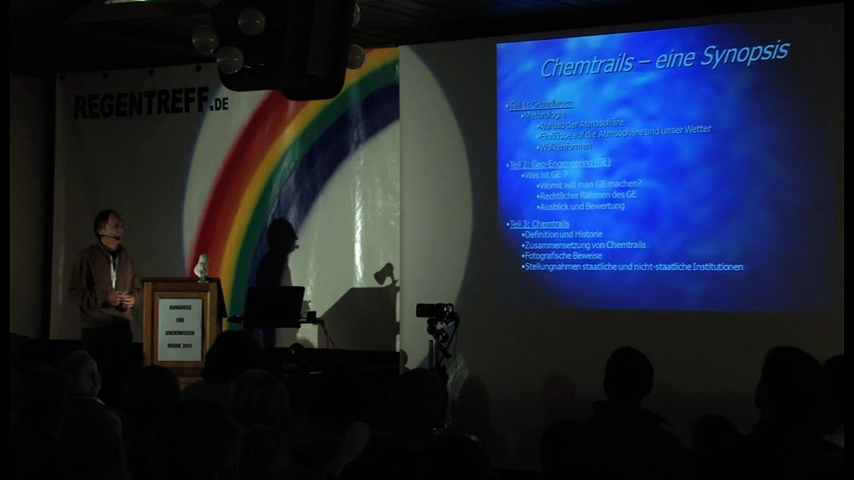 REGENTREFF.DE
Chemtrails – eine Synopsis
•Teil 1: Grundlagen
•Meteorologie
•Aufbau der Atmosphäre
•Einflüsse auf die Atmosphäre und unser Wetter
•Wolkenformen
•Teil 2: Geo-Engeneering (GE)
•Was ist GE ?
•Womit will man GE machen?
•Rechtlicher Rahmen des GE
•Ausblick und Bewertung
•Teil 3: Chemtrails
•Definition und Historie
•Zusammensetzung von Chemtrails
•Fotografische Beweise
•Stellungnahmen staatliche und nicht-staatliche Institutionen
KONGRESS
FÜR
GRENZWISSEN
REGEN 2011